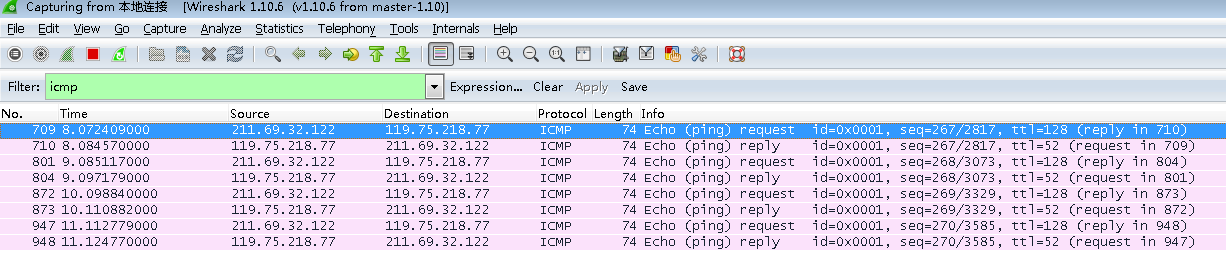 Capturing from 本地连接 [Wireshark 1.10.6 (v1.10.6 from master-1.10)]
File Edit View Go Capture Analyze Statistics Telephony Tools Internals Help
Filter: icmp Expression... Clear Apply Save
No. Time Source Destination Protocol Length Info
709 8.072409000 211.69.32.122 119.75.218.77 ICMP 74 Echo (ping) request id=0x0001, seq=267/2817, ttl=128 (reply in 710)
710 8.084570000 119.75.218.77 211.69.32.122 ICMP 74 Echo (ping) reply id=0x0001, seq=267/2817, ttl=52 (request in 709)
801 9.085117000 211.69.32.122 119.75.218.77 ICMP 74 Echo (ping) request id=0x0001, seq=268/3073, ttl=128 (reply in 804)
804 9.097179000 119.75.218.77 211.69.32.122 ICMP 74 Echo (ping) reply id=0x0001, seq=268/3073, ttl=52 (request in 801)
872 10.098840000 211.69.32.122 119.75.218.77 ICMP 74 Echo (ping) request id=0x0001, seq=269/3329, ttl=128 (reply in 873)
873 10.110882000 119.75.218.77 211.69.32.122 ICMP 74 Echo (ping) reply id=0x0001, seq=269/3329, ttl=52 (request in 872)
947 11.112779000 211.69.32.122 119.75.218.77 ICMP 74 Echo (ping) request id=0x0001, seq=270/3585, ttl=128 (reply in 948)
948 11.124770000 119.75.218.77 211.69.32.122 ICMP 74 Echo (ping) reply id=0x0001, seq=270/3585, ttl=52 (request in 947)